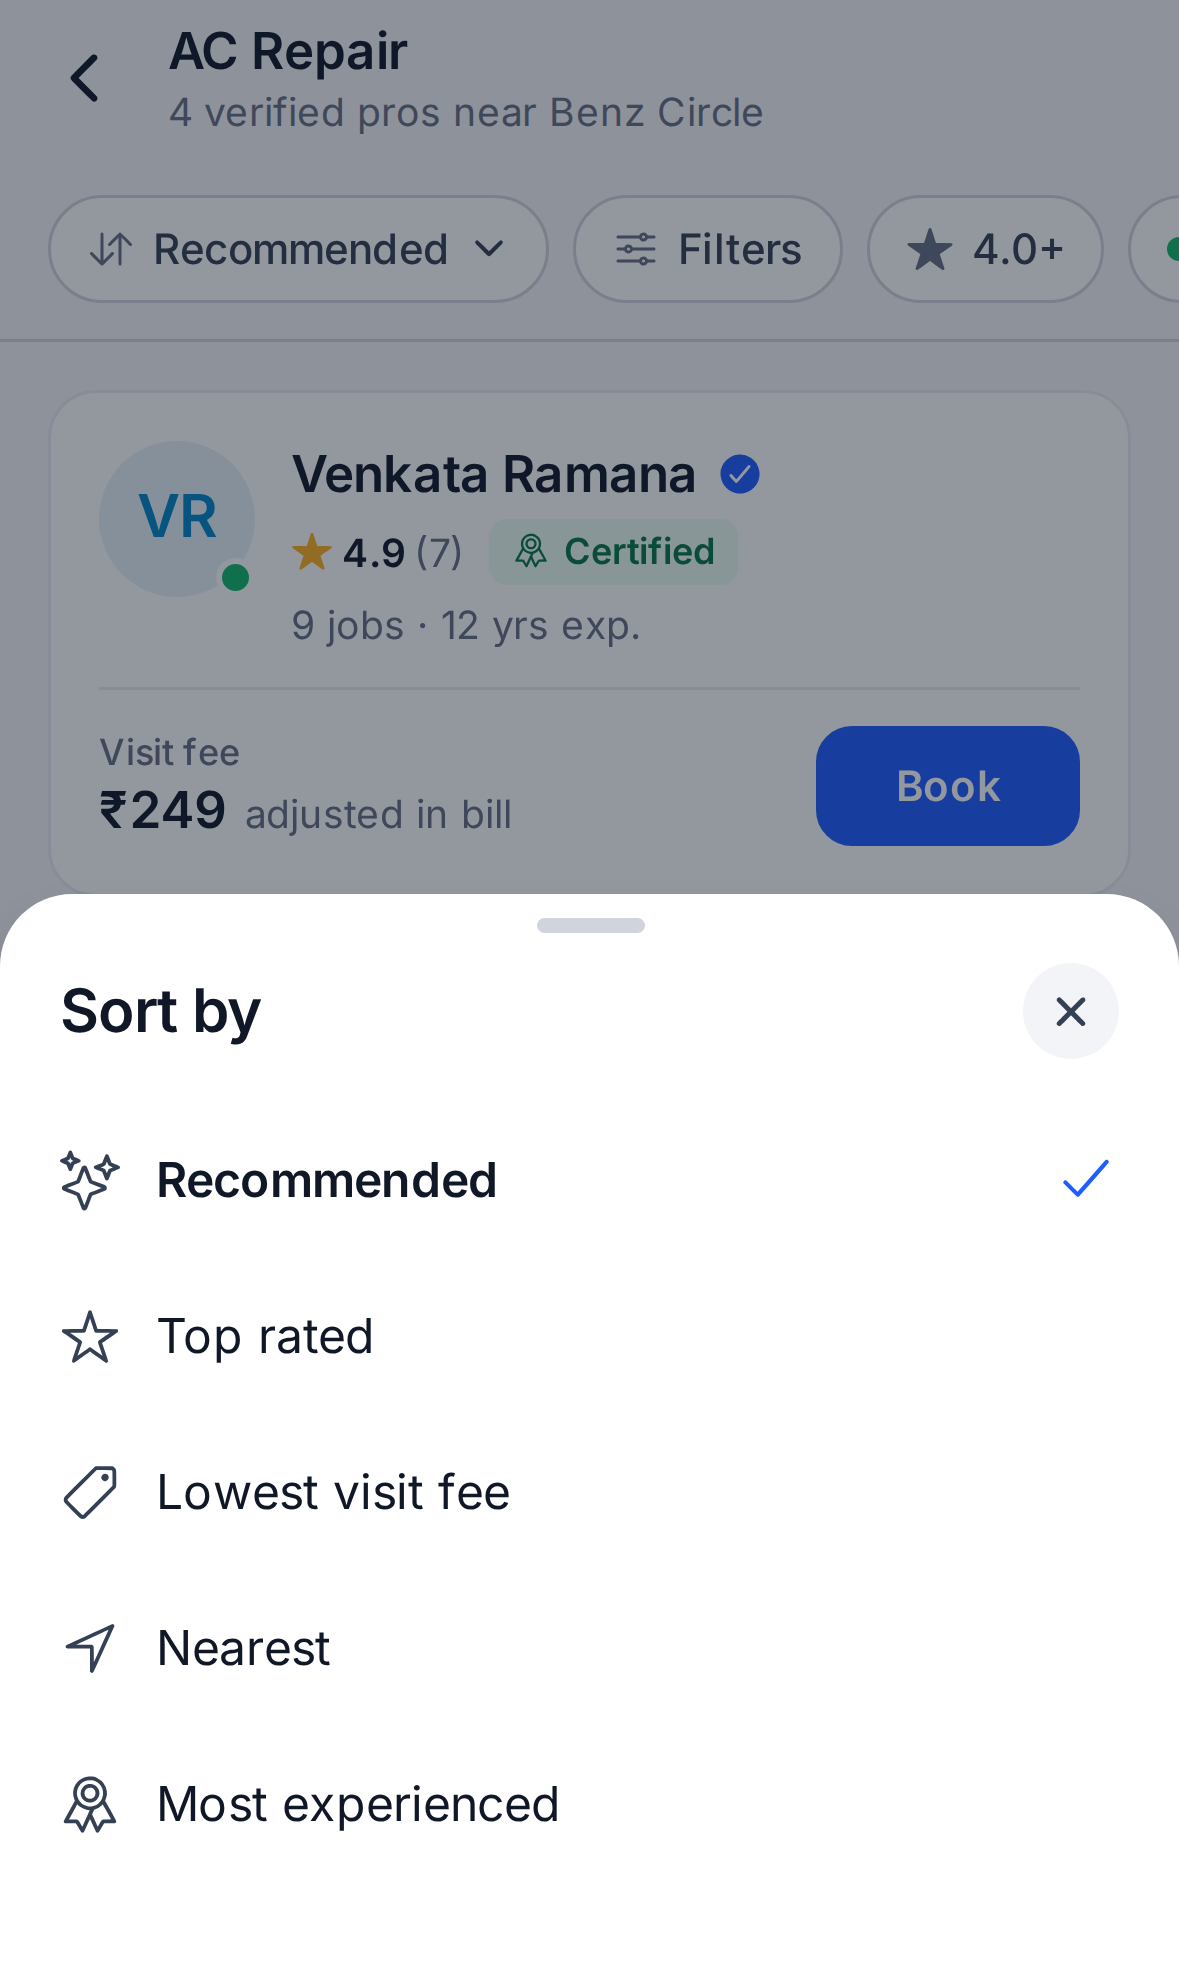 AC Repair
4 verified pros near Benz Circle
Recommended
Filters
4.0+
VR
Venkata Ramana
4.9 (7)
Certified
9 jobs · 12 yrs exp.
Visit fee
₹249 adjusted in bill
Book
Sort by
Recommended
Top rated
Lowest visit fee
Nearest
Most experienced